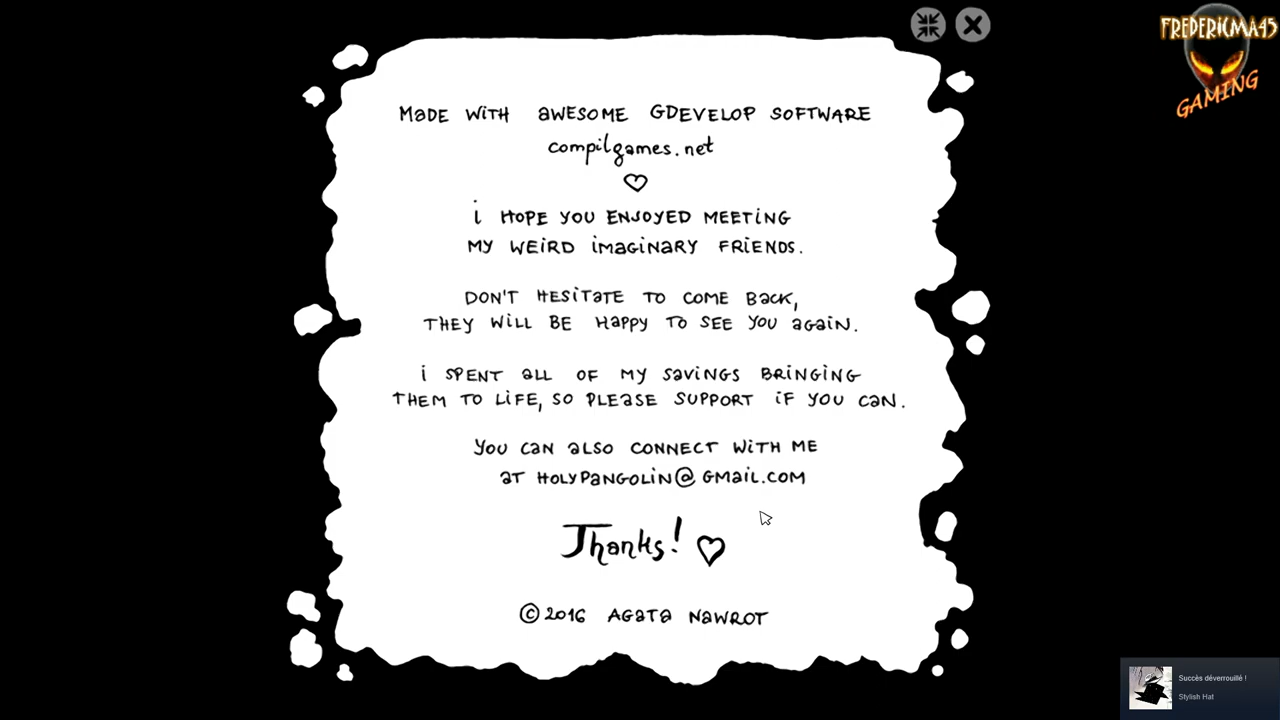 FREDERICMA45
GAMING
MaDE WiTH aWESOME GDEVELOP SOFTWaRE
compilgames.net
i HOPE YOU ENJOYED MEETiNG
MY WEiRD iMaGiNARY FRiENDS.
DON'T HESiTaTE TO COME BaCK,
THEY WiLL BE HaPPY TO SEE YOU aGaiN.
i SPENT aLL OF MY SaViNGS BRiNGiNG
THEM TO LiFE, SO PLEaSE SUPPORT iF YOU CaN.
YOU CaN aLSO CONNECT WiTH ME
aT HOLYPaNGOLiN@GMaiL.COM
Thanks!
© 2016 AGaTa NaWROT
Succès déverrouillé !
Stylish Hat